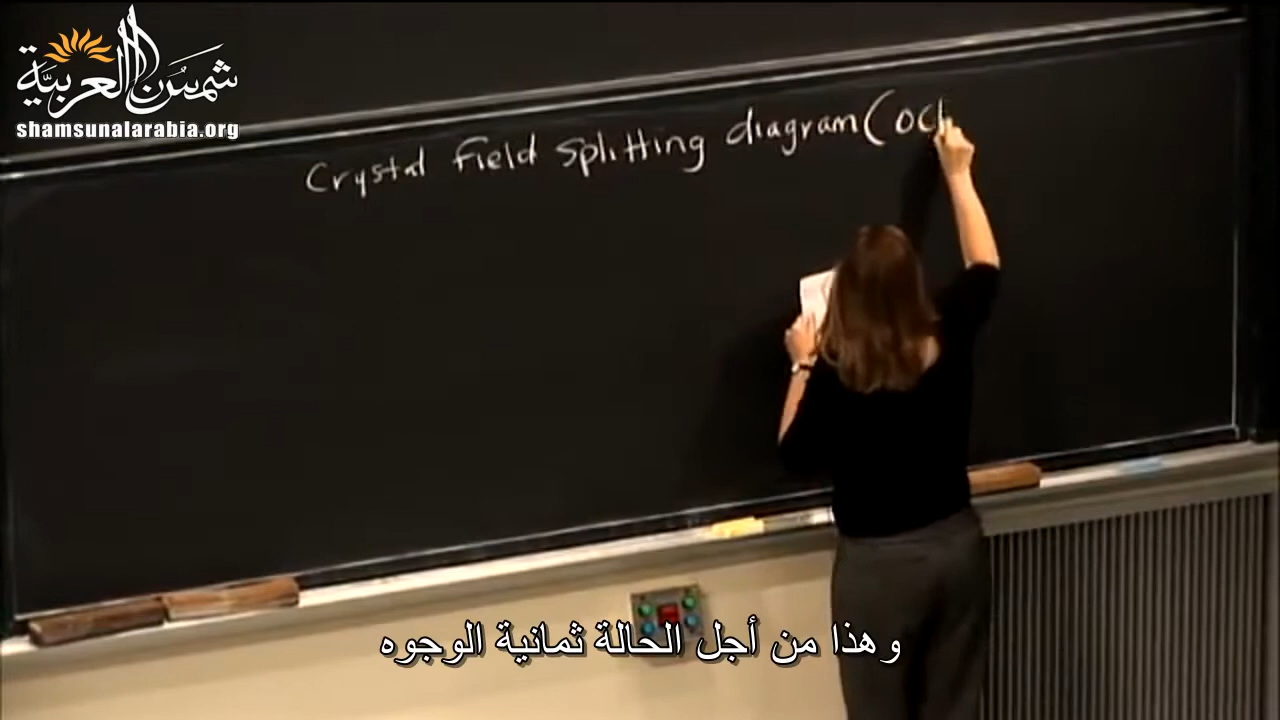 شمس العربية
shamsunalarabia.org
Crystal Field Splitting diagram (oct
وهذا من أجل الحالة ثمانية الوجوه